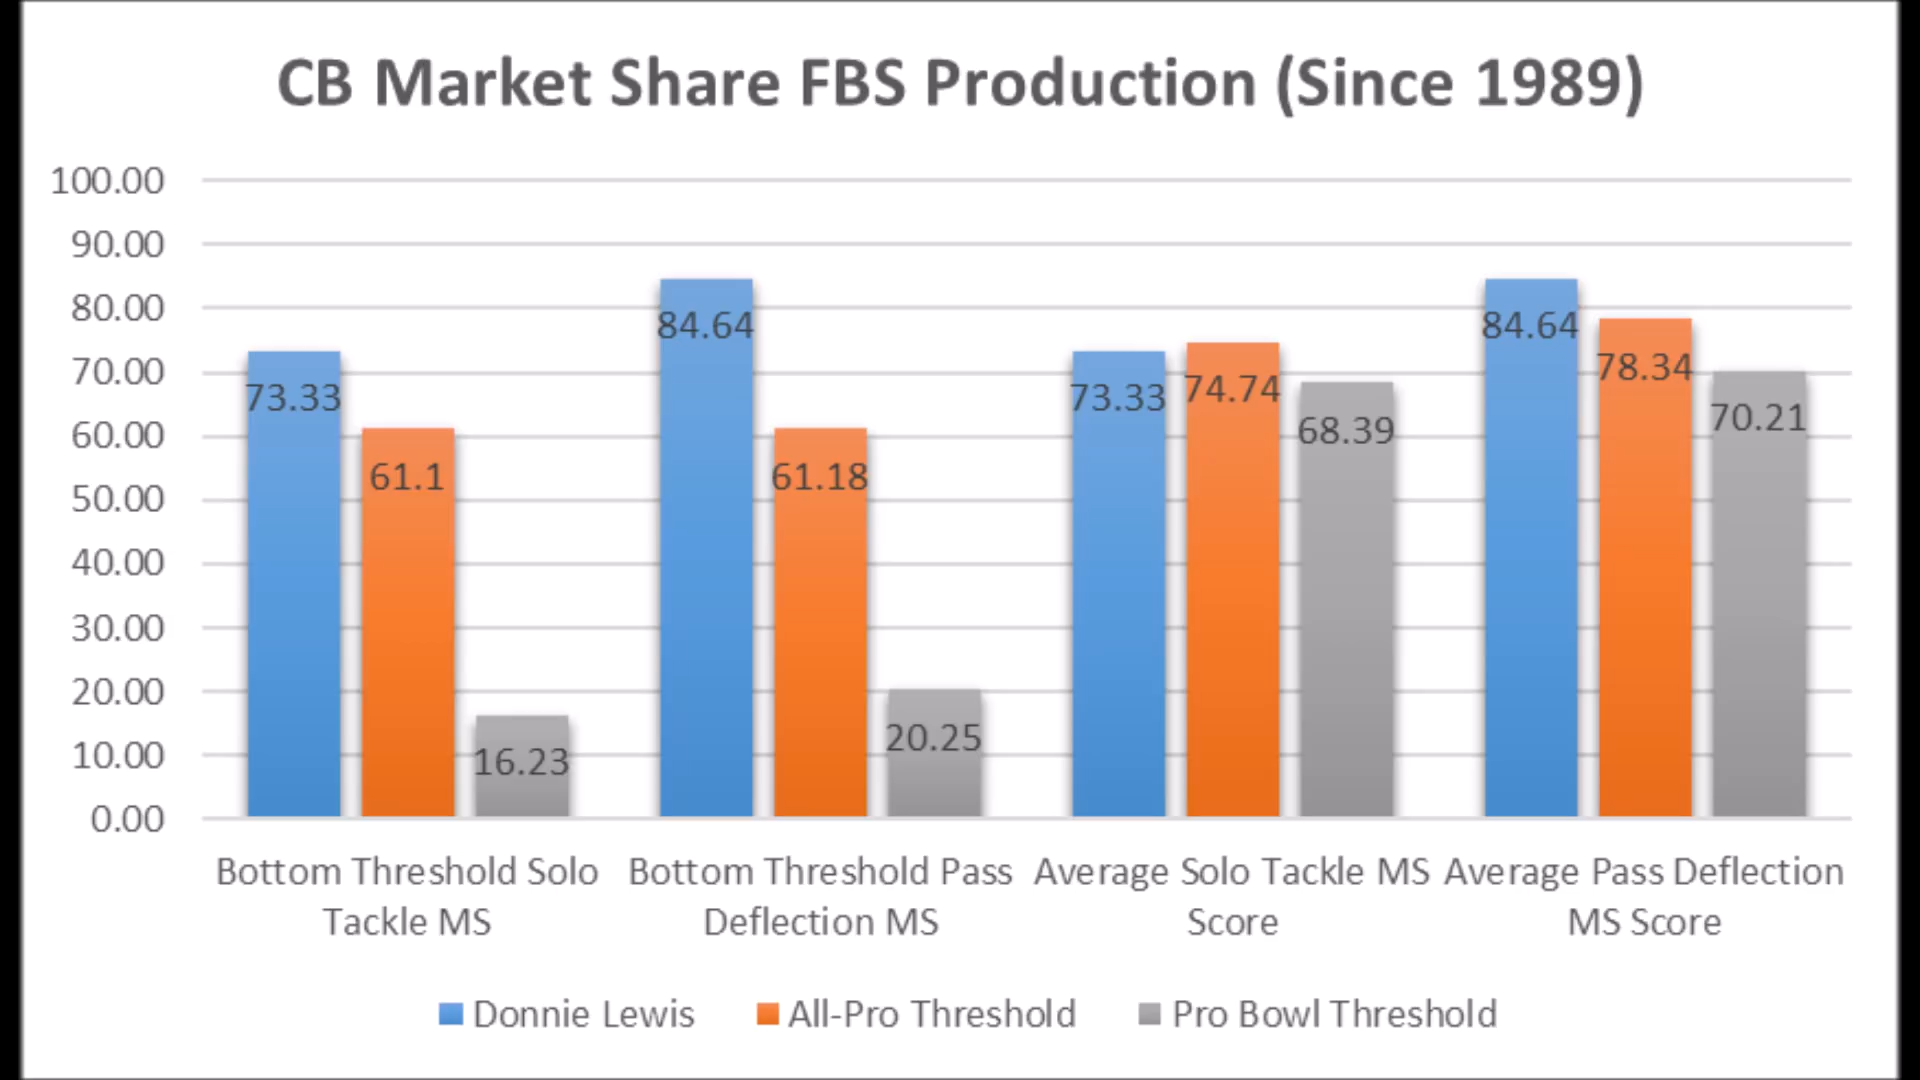 CB Market Share FBS Production (Since 1989)
100.00
90.00
80.00
70.00
60.00
50.00
40.00
30.00
20.00
10.00
0.00
73.33
61.1
16.23
84.64
61.18
20.25
73.33
74.74
68.39
84.64
78.34
70.21
Bottom Threshold Solo
Tackle MS
Bottom Threshold Pass
Deflection MS
Average Solo Tackle MS
Score
Average Pass Deflection
MS Score
Donnie Lewis
All-Pro Threshold
Pro Bowl Threshold